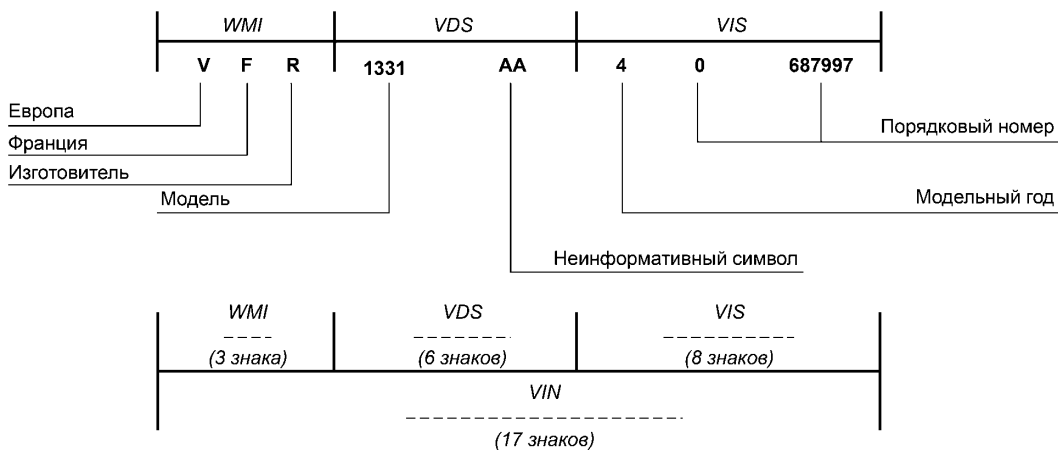 WMI VDS VIS
V F R 1331 AA 4 0 687997
Европа
Порядковый номер
Франция
Изготовитель
Модель
Модельный год
Неинформативный символ
WMI VDS VIS
(3 знака) (6 знаков) (8 знаков)
VIN
(17 знаков)